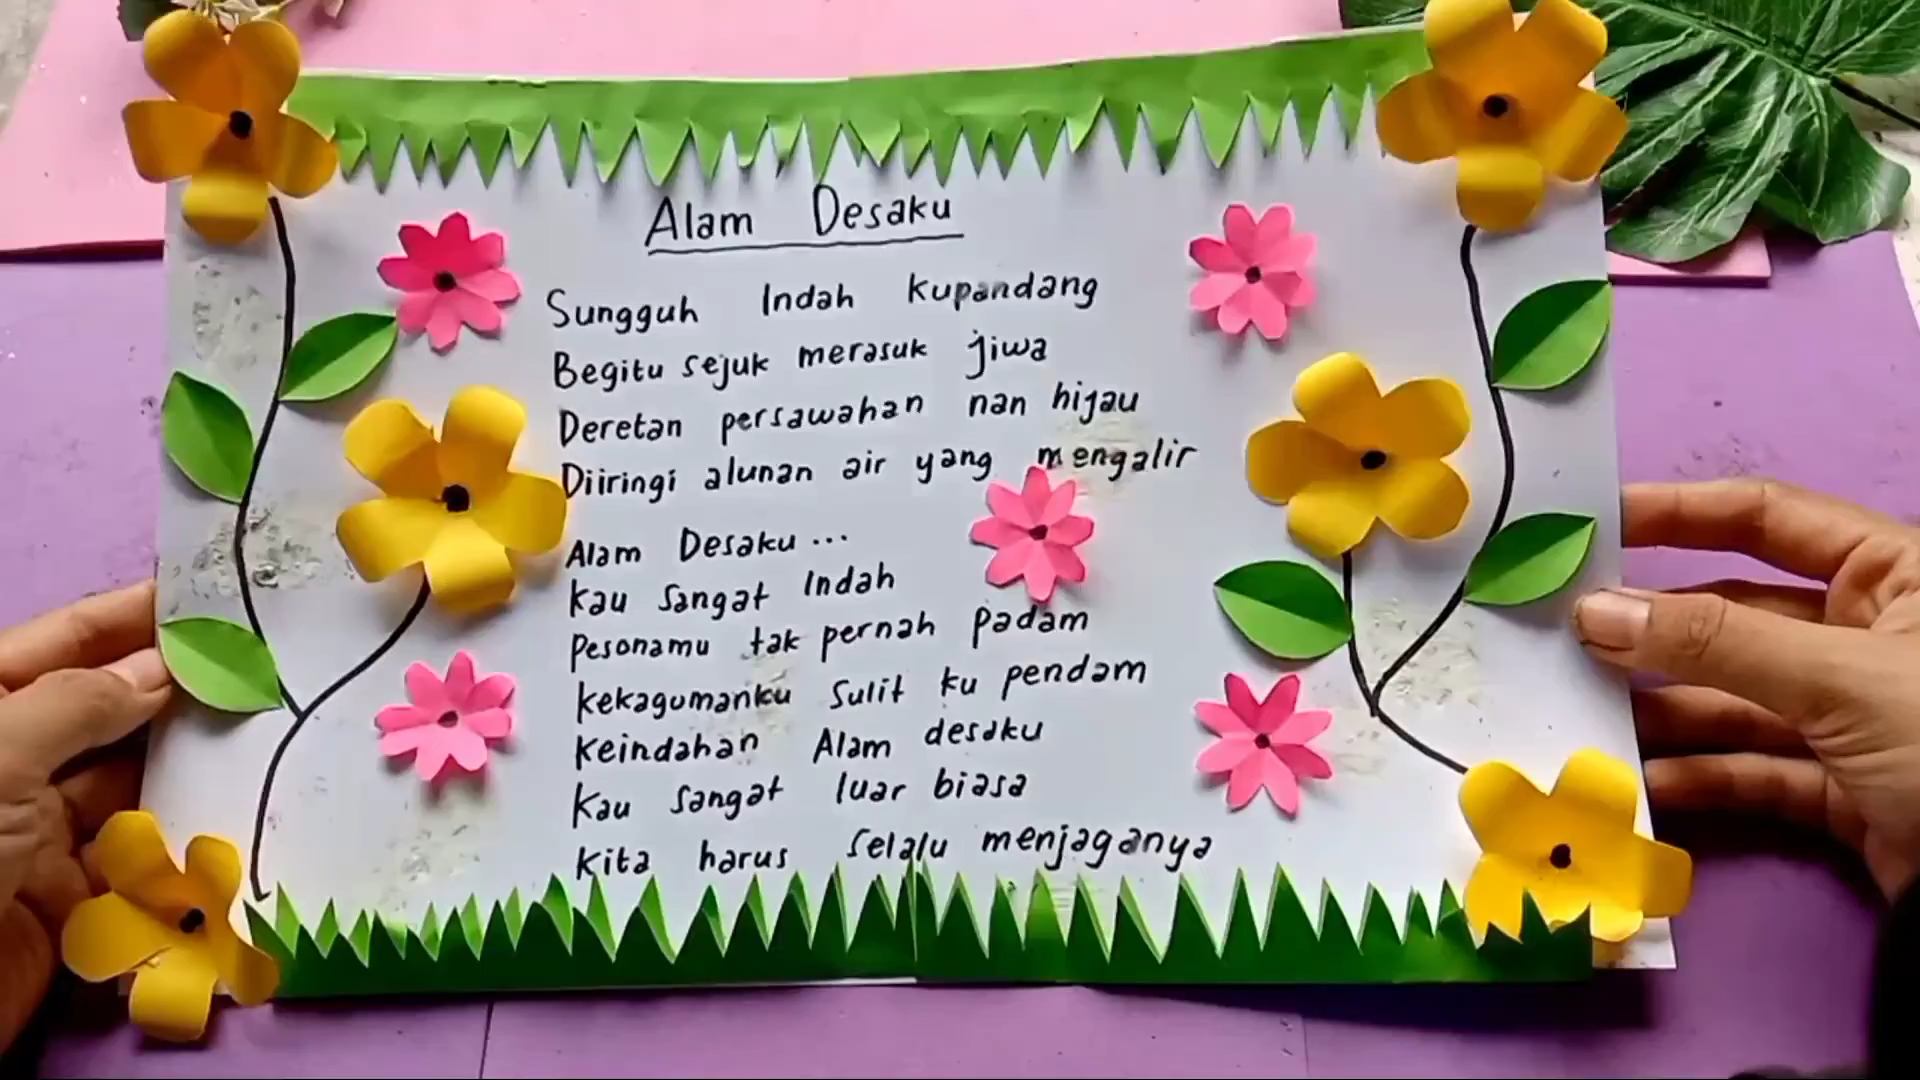 Alam Desaku
Sungguh Indah kupandang
Begitu sejuk merasuk jiwa
Deretan persawahan nan hijau
Diiringi alunan air yang mengalir
Alam Desaku...
kau sangat Indah
pesonamu tak pernah padam
kekagumanku sulit ku pendam
keindahan Alam desaku
kau sangat luar biasa
kita harus selalu menjaganya